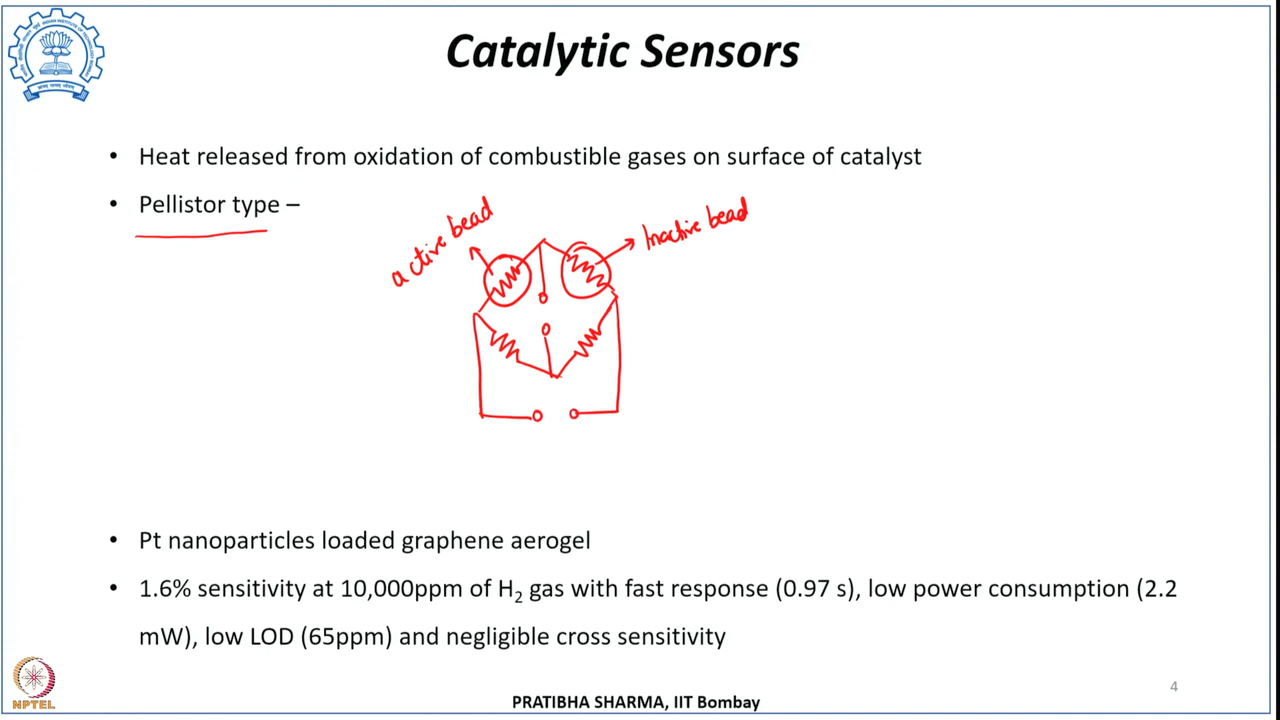 Catalytic Sensors
• Heat released from oxidation of combustible gases on surface of catalyst
• Pellistor type –
active bead
Inactive bead
• Pt nanoparticles loaded graphene aerogel
• 1.6% sensitivity at 10,000ppm of H₂ gas with fast response (0.97 s), low power consumption (2.2
mW), low LOD (65ppm) and negligible cross sensitivity
4
NPTEL
PRATIBHA SHARMA, IIT Bombay